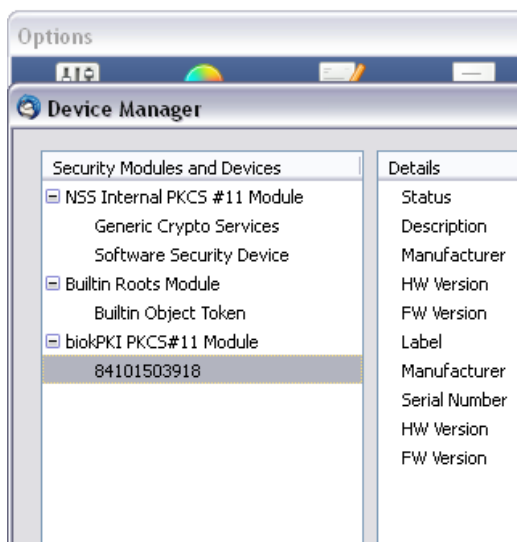 Options
Device Manager
Security Modules and Devices
NSS Internal PKCS #11 Module
Generic Crypto Services
Software Security Device
Builtin Roots Module
Builtin Object Token
biokPKI PKCS#11 Module
84101503918
Details
Status
Description
Manufacturer
HW Version
FW Version
Label
Manufacturer
Serial Number
HW Version
FW Version